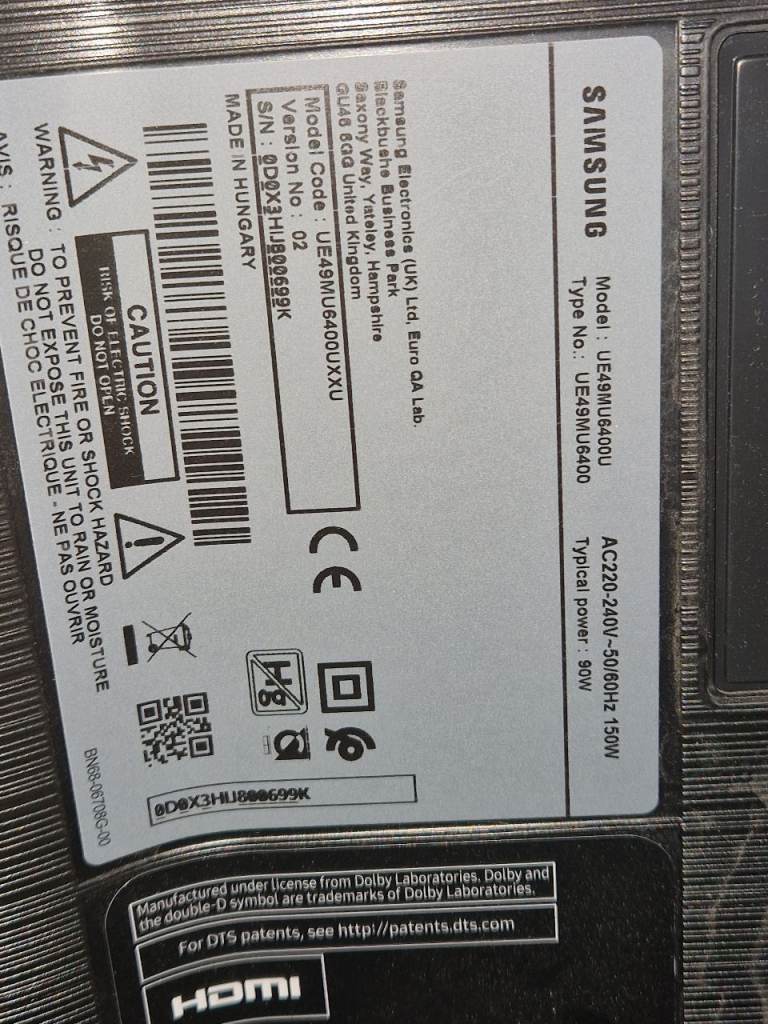 SAMSUNG
Model : UE49MU6400U
Type No.: UE49MU6400
AC220-240V~50/60Hz 150W
Typical power : 90W
Samsung Electronics (UK) Ltd, Euro QA Lab.
Blackbushe Business Park
Saxony Way, Yateley, Hampshire
GU46 6GG United Kingdom
Model Code : UE49MU6400UXXU
Version No : 02
S/N : 0D0X3HIJ800699K
MADE IN HUNGARY
CE
Hg
CAUTION
RISK OF ELECTRIC SHOCK
DO NOT OPEN
WARNING : TO PREVENT FIRE OR SHOCK HAZARD
DO NOT EXPOSE THIS UNIT TO RAIN OR MOISTURE
AVIS : RISQUE DE CHOC ELECTRIQUE - NE PAS OUVRIR
0D0X3HIJ800699K
BN68-06708G-00
Manufactured under license from Dolby Laboratories. Dolby and
the double-D symbol are trademarks of Dolby Laboratories.
For DTS patents, see http://patents.dts.com
HDMI